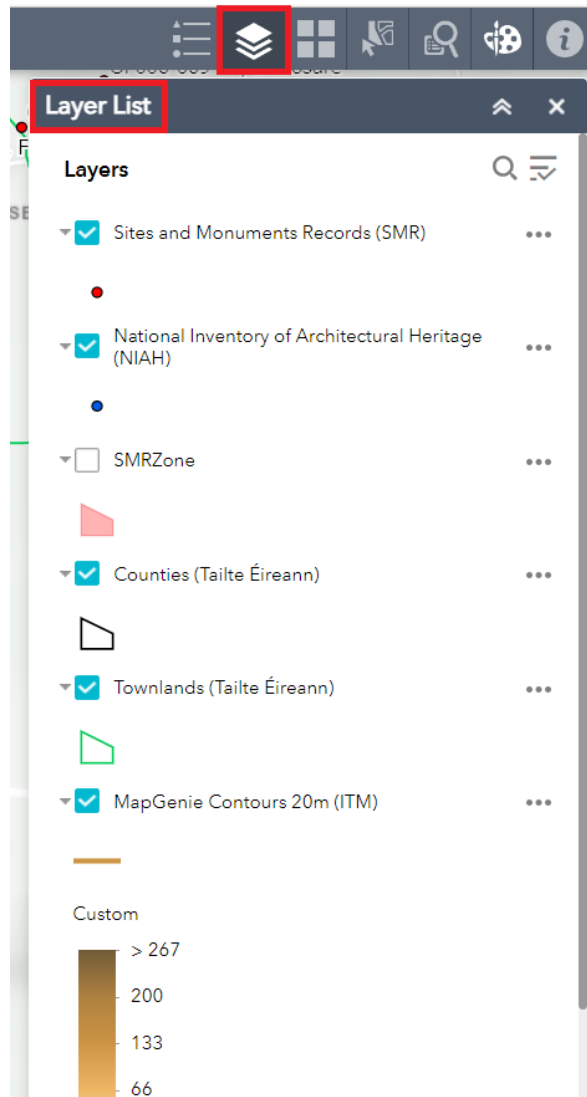 Layer List
Layers
Sites and Monuments Records (SMR)
National Inventory of Architectural Heritage
(NIAH)
SMRZone
Counties (Tailte Éireann)
Townlands (Tailte Éireann)
MapGenie Contours 20m (ITM)
Custom
> 267
200
133
66